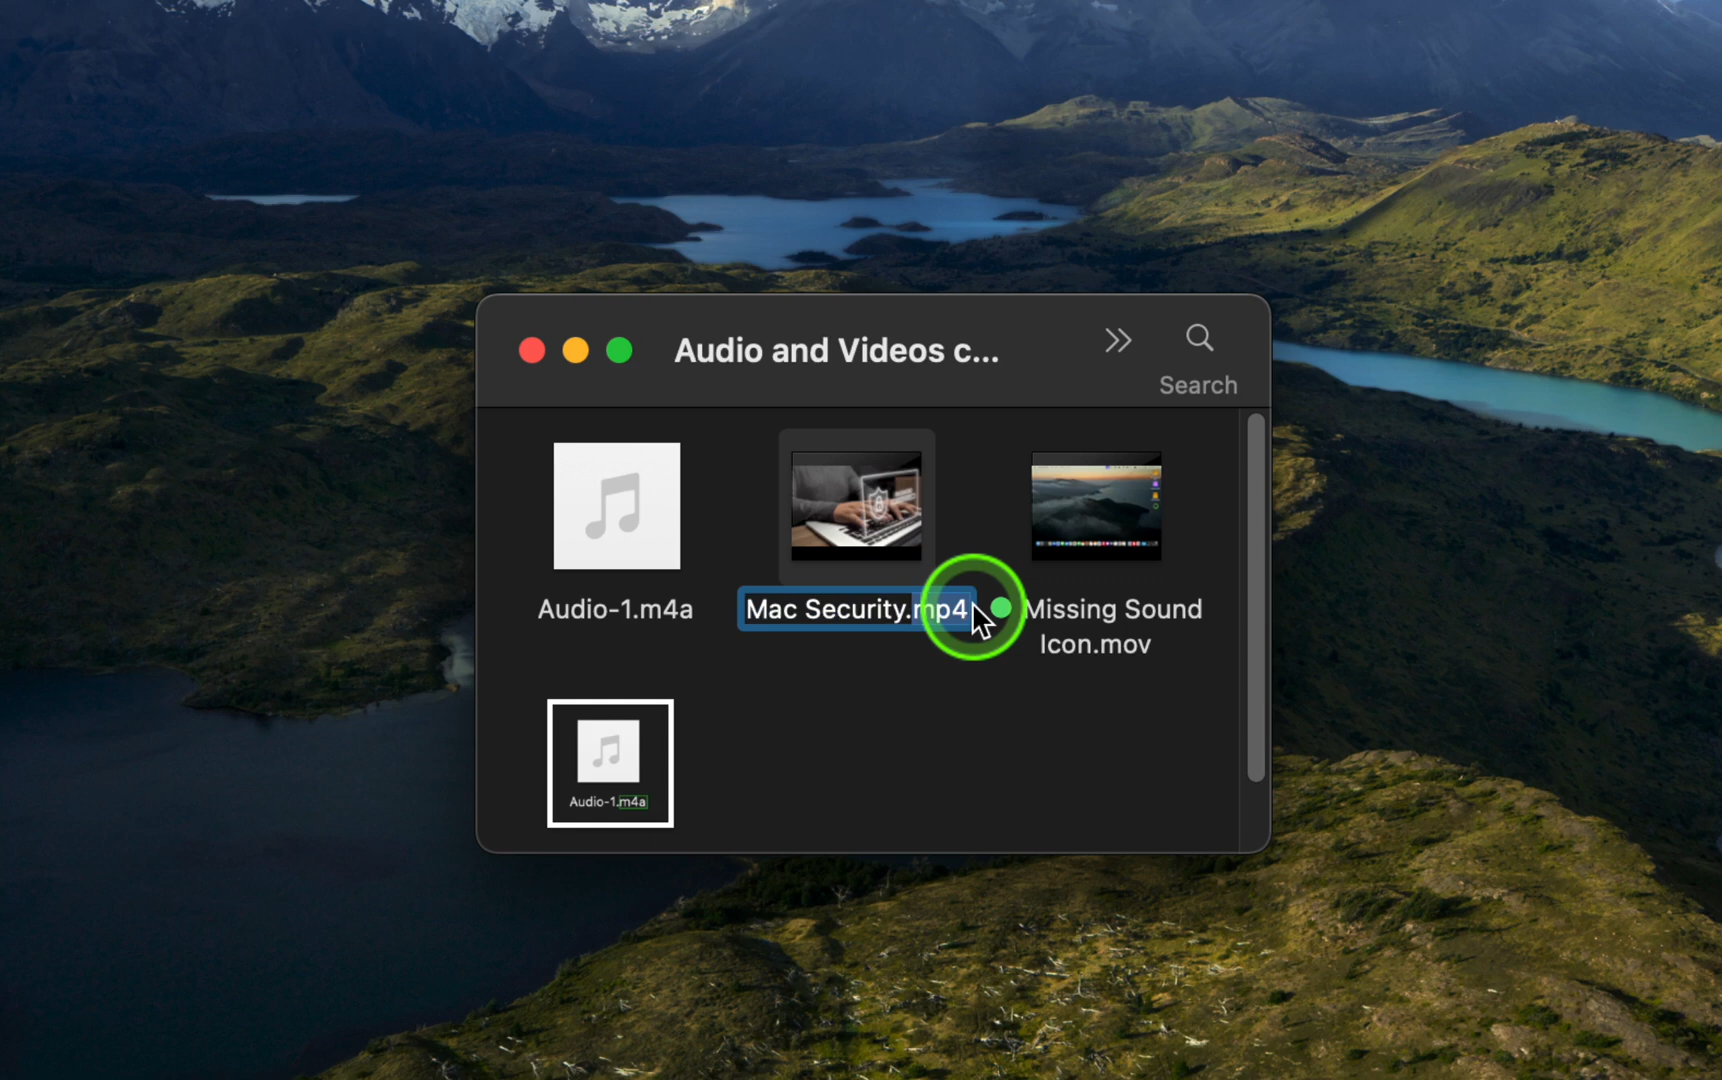 Audio and Videos c...
Search
Audio-1.m4a
Mac Security.mp4
Missing Sound
Icon.mov
Audio-1.m4a